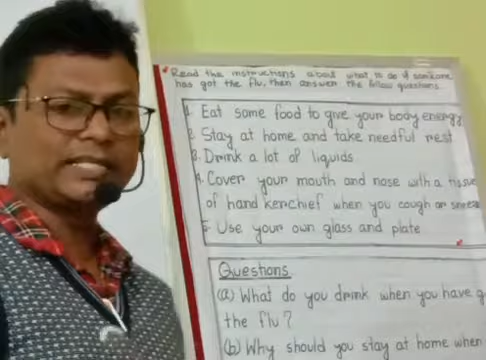 Read the instructions about what to do if someone
has got the flu, then answer the follow questions.
1. Eat some food to give your body energy
2. Stay at home and take needful rest
3. Drink a lot of liquids
4. Cover your mouth and nose with a tissue
of hand kerchief when you cough or sneeze
5. Use your own glass and plate
Questions
(a) What do you drink when you have g
the flu?
(b) Why should you stay at home when